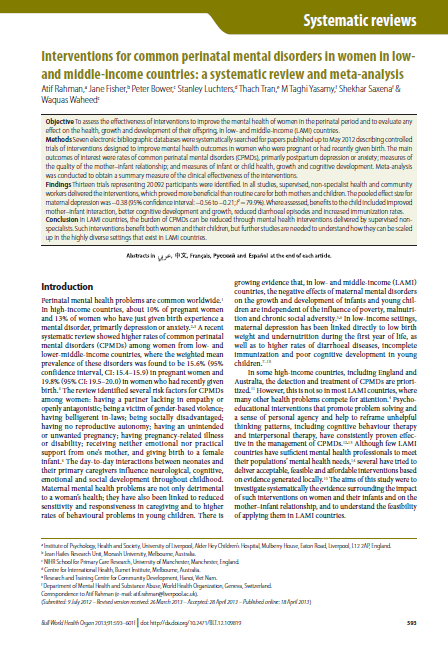 Systematic reviews
Interventions for common perinatal mental disorders in women in low-
and middle-income countries: a systematic review and meta-analysis
Atif Rahman,a Jane Fisher,b Peter Bower,c Stanley Luchters,d Thach Tran,e M Taghi Yasamy,f Shekhar Saxenaf &
Waquas Waheedc
Objective To assess the effectiveness of interventions to improve the mental health of women in the perinatal period and to evaluate any
effect on the health, growth and development of their offspring, in low- and middle-income (LAMI) countries.
Methods Seven electronic bibliographic databases were systematically searched for papers published up to May 2012 describing controlled
trials of interventions designed to improve mental health outcomes in women who were pregnant or had recently given birth. The main
outcomes of interest were rates of common perinatal mental disorders (CPMDs), primarily postpartum depression or anxiety; measures of
the quality of the mother–infant relationship; and measures of infant or child health, growth and cognitive development. Meta-analysis
was conducted to obtain a summary measure of the clinical effectiveness of the interventions.
Findings Thirteen trials representing 20 092 participants were identified. In all studies, supervised, non-specialist health and community
workers delivered the interventions, which proved more beneficial than routine care for both mothers and children. The pooled effect size for
maternal depression was −0.38 (95% confidence interval: −0.56 to −0.21; I² = 79.9%). Where assessed, benefits to the child included improved
mother–infant interaction, better cognitive development and growth, reduced diarrhoeal episodes and increased immunization rates.
Conclusion In LAMI countries, the burden of CPMDs can be reduced through mental health interventions delivered by supervised non-
specialists. Such interventions benefit both women and their children, but further studies are needed to understand how they can be scaled
up in the highly diverse settings that exist in LAMI countries.
Abstracts in عربي, 中文, Français, Русский and Español at the end of each article.
Introduction
Perinatal mental health problems are common worldwide.1
In high-income countries, about 10% of pregnant women
and 13% of women who have just given birth experience a
mental disorder, primarily depression or anxiety.2,3 A recent
systematic review showed higher rates of common perinatal
mental disorders (CPMDs) among women from low- and
lower-middle-income countries, where the weighted mean
prevalence of these disorders was found to be 15.6% (95%
confidence interval, CI: 15.4–15.9) in pregnant women and
19.8% (95% CI: 19.5–20.0) in women who had recently given
birth.4 The review identified several risk factors for CPMDs
among women: having a partner lacking in empathy or
openly antagonistic; being a victim of gender-based violence;
having belligerent in-laws; being socially disadvantaged;
having no reproductive autonomy; having an unintended
or unwanted pregnancy; having pregnancy-related illness
or disability; receiving neither emotional nor practical
support from one's mother, and giving birth to a female
infant.4 The day-to-day interactions between neonates and
their primary caregivers influence neurological, cognitive,
emotional and social development throughout childhood.
Maternal mental health problems are not only detrimental
to a woman's health; they have also been linked to reduced
sensitivity and responsiveness in caregiving and to higher
rates of behavioural problems in young children. There is
growing evidence that, in low- and middle-income (LAMI)
countries, the negative effects of maternal mental disorders
on the growth and development of infants and young chil-
dren are independent of the influence of poverty, malnutri-
tion and chronic social adversity.5,6 In low-income settings,
maternal depression has been linked directly to low birth
weight and undernutrition during the first year of life, as
well as to higher rates of diarrhoeal diseases, incomplete
immunization and poor cognitive development in young
children.7–10
In some high-income countries, including England and
Australia, the detection and treatment of CPMDs are priori-
tized.11 However, this is not so in most LAMI countries, where
many other health problems compete for attention. Psycho-
educational interventions that promote problem solving and
a sense of personal agency and help to reframe unhelpful
thinking patterns, including cognitive behaviour therapy
and interpersonal therapy, have consistently proven effec-
tive in the management of CPMDs.12,13 Although few LAMI
countries have sufficient mental health professionals to meet
their populations' mental health needs,14 several have tried to
deliver acceptable, feasible and affordable interventions based
on evidence generated locally.15 The aims of this study were to
investigate systematically the evidence surrounding the impact
of such interventions on women and their infants and on the
mother–infant relationship, and to understand the feasibility
of applying them in LAMI countries.
a Institute of Psychology, Health and Society, University of Liverpool, Alder Hey Children's Hospital, Mulberry House, Eaton Road, Liverpool, L12 2AP, England.
b Jean Hailes Research Unit, Monash University, Melbourne, Australia.
c NIHR School for Primary Care Research, University of Manchester, Manchester, England.
d Centre for International Health, Burnet Institute, Melbourne, Australia.
e Research and Training Centre for Community Development, Hanoi, Viet Nam.
f Department of Mental Health and Substance Abuse, World Health Organization, Geneva, Switzerland.
Correspondence to Atif Rahman (e-mail: atif.rahman@liverpool.ac.uk).
(Submitted: 9 July 2012 – Revised version received: 26 March 2013 – Accepted: 28 April 2013 – Published online: 18 April 2013)
Bull World Health Organ 2013;91:593–601I | doi: http://dx.doi.org/10.2471/BLT.12.109819
593